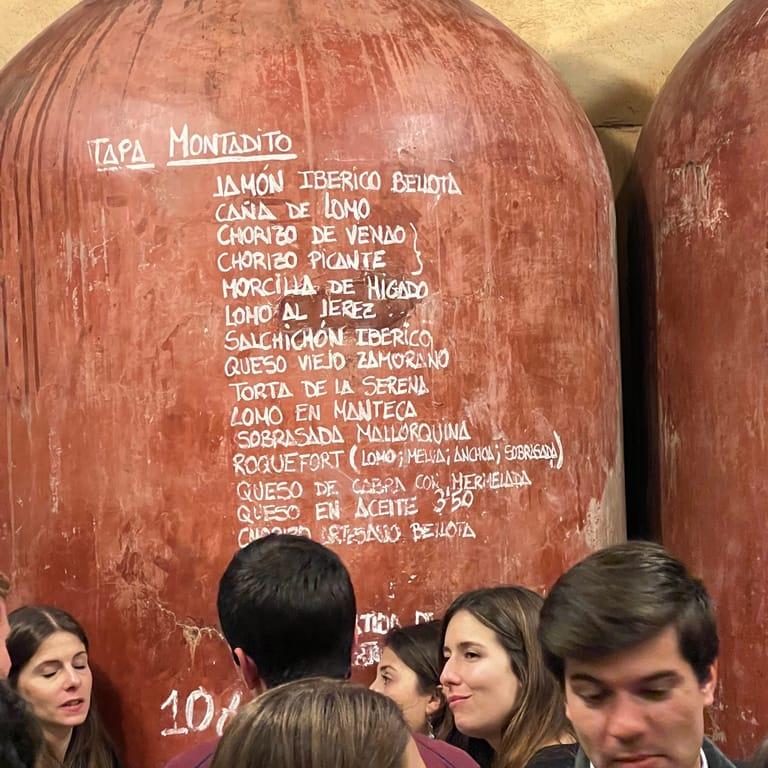 TAPA MONTADITO
JAMÓN IBERICO BELLOTA
CAÑA DE LOMO
CHORIZO DE VENAO
CHORIZO PICANTE
MORCILLA DE HIGADO
LOMO AL JEREZ
SALCHICHÓN IBERICO
QUESO VIEJO ZAMORANO
TORTA DE LA SERENA
LOMO EN MANTECA
SOBRASADA MALLORQUINA
ROQUEFORT (LOMO; MELVA; ANCHOA; SOBRASADA)
QUESO DE CABRA CON MERMELADA
QUESO EN ACEITE 3'50
CHORIZO ARTESANO BELLOTA
10